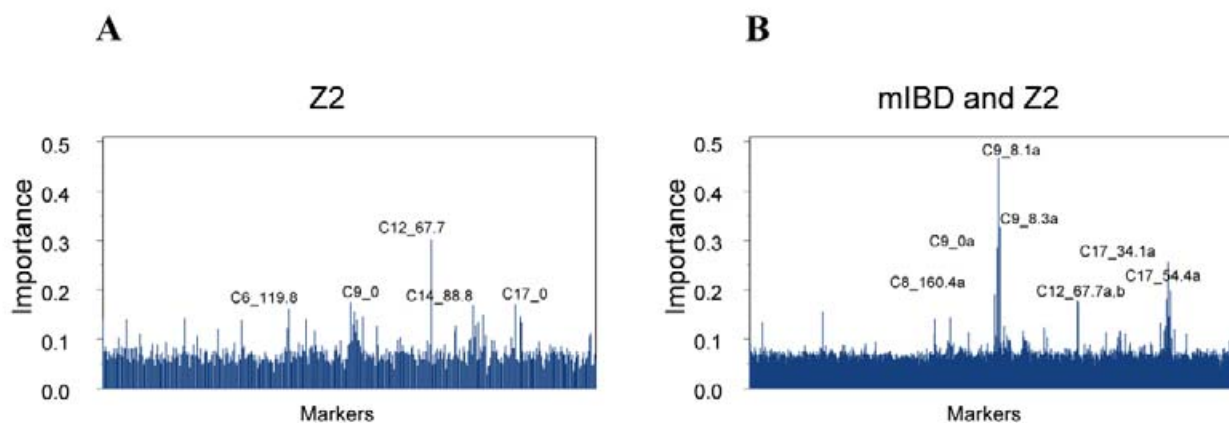 A
Z2
0.5
0.4
0.3
0.2
0.1
0.0
Importance
C12_67.7
C6_119.8
C9_0
C14_88.8
C17_0
Markers
B
mIBD and Z2
0.5
0.4
0.3
0.2
0.1
0.0
Importance
C9_8.1a
C9_8.3a
C9_0a
C17_34.1a
C8_160.4a
C17_54.4a
C12_67.7a,b
Markers